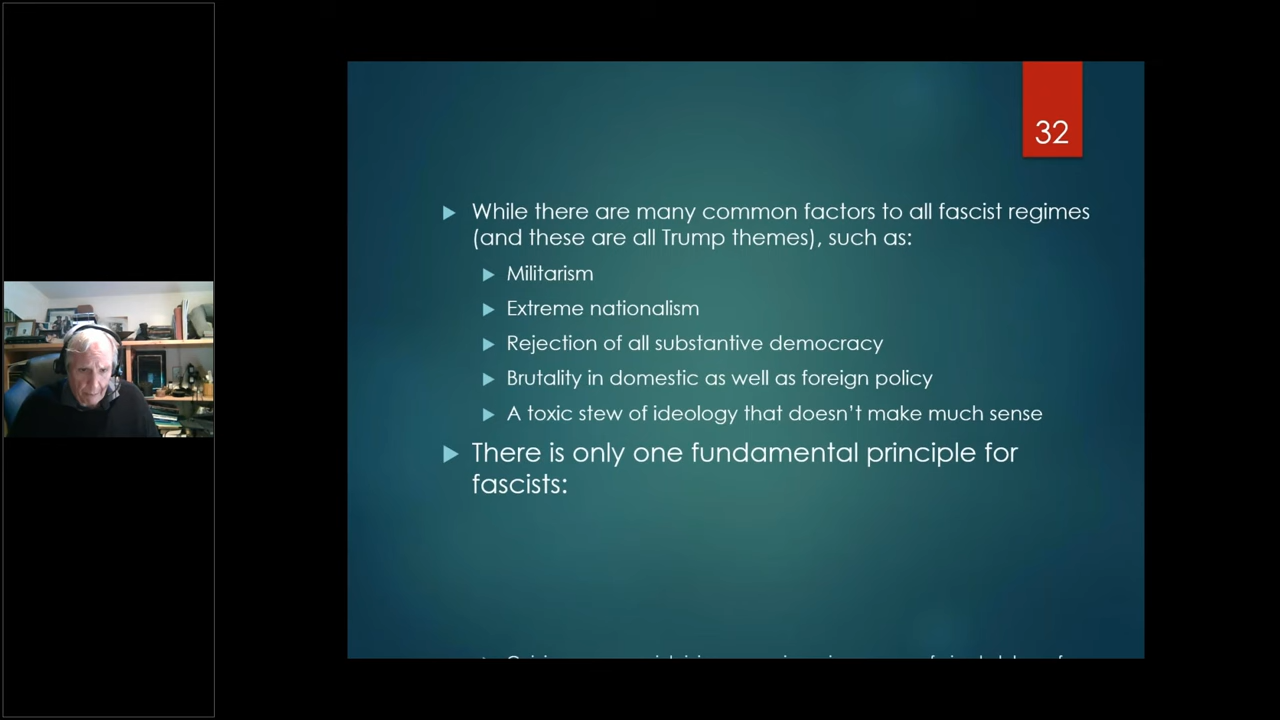 32
While there are many common factors to all fascist regimes
(and these are all Trump themes), such as:
Militarism
Extreme nationalism
Rejection of all substantive democracy
Brutality in domestic as well as foreign policy
A toxic stew of ideology that doesn’t make much sense
There is only one fundamental principle for
fascists: